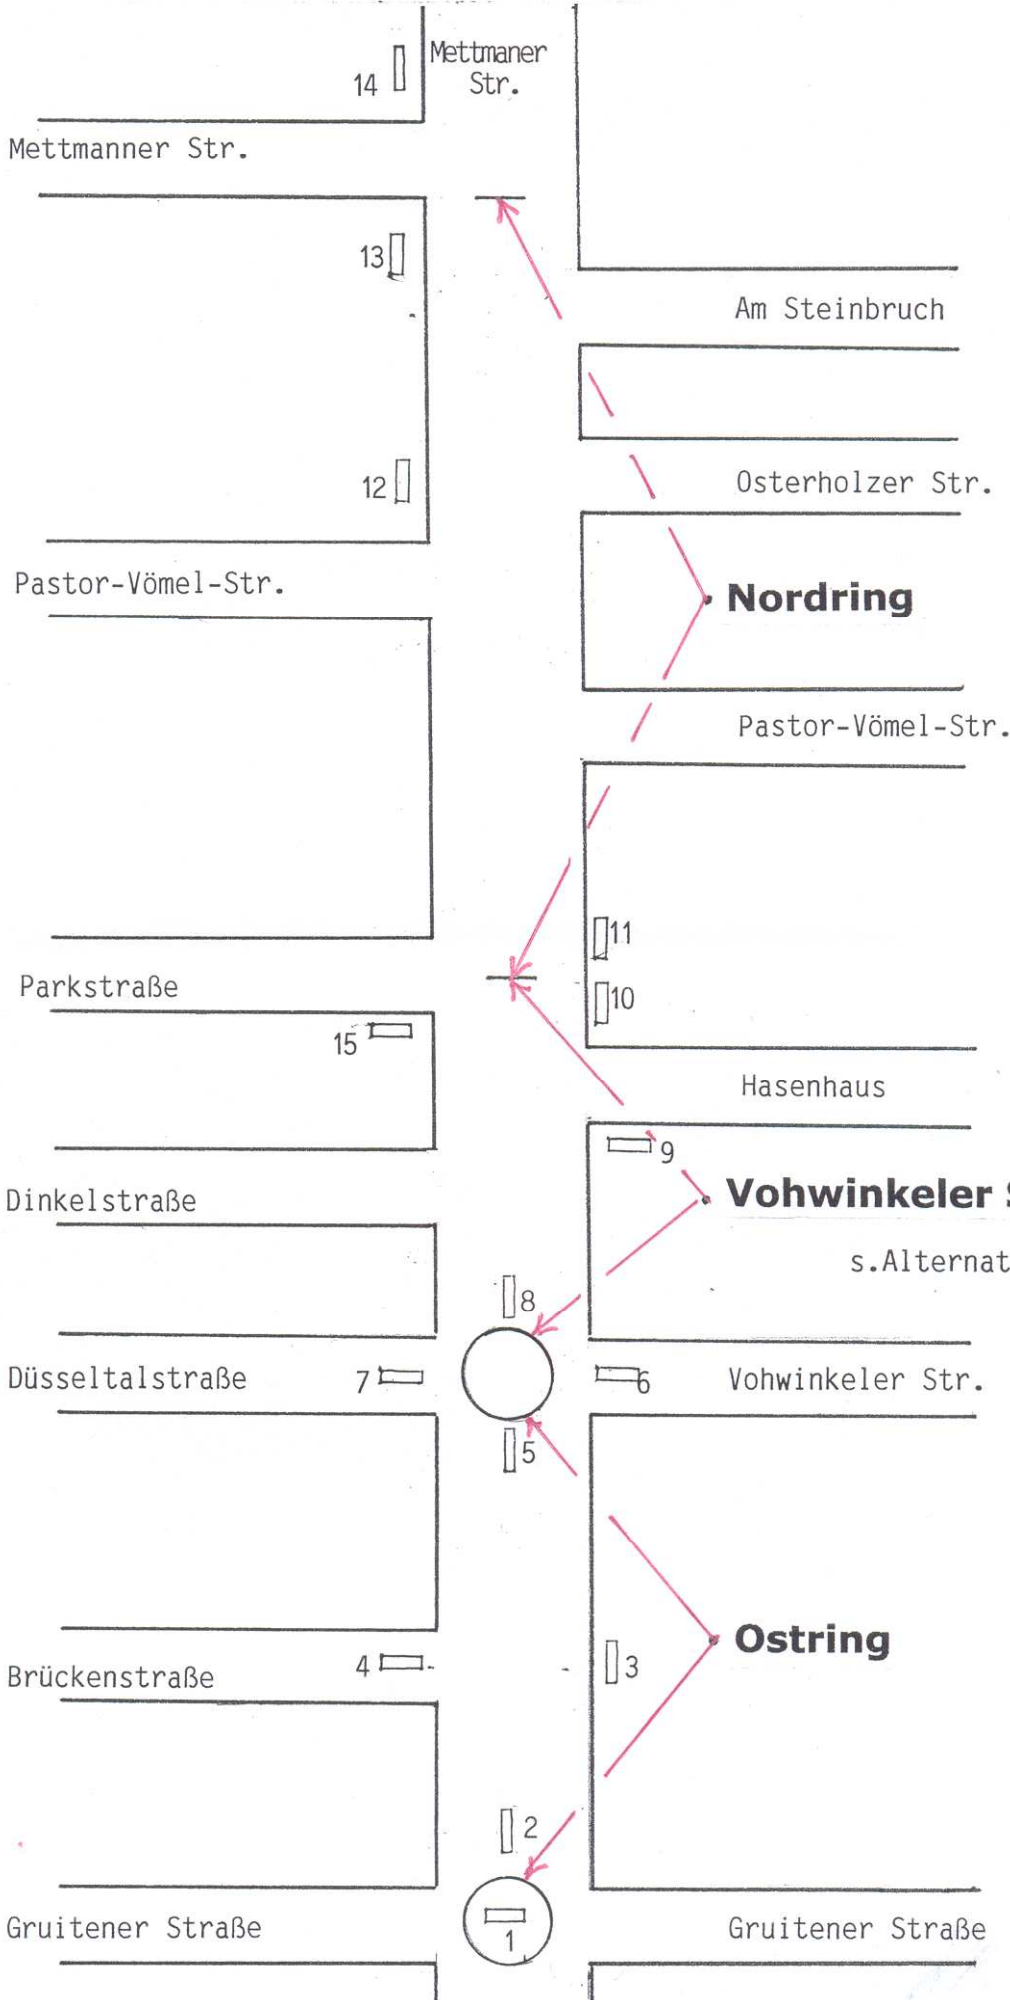 Mettmaner
Str.
14
Mettmanner Str.
13
Am Steinbruch
12
Osterholzer Str.
Pastor-Vömel-Str.
Nordring
Pastor-Vömel-Str.
11
Parkstraße
10
15
Hasenhaus
9
Dinkelstraße
Vohwinkeler S
s.Alternat
8
Düsseltalstraße
7
6
Vohwinkeler Str.
5
Ostring
Brückenstraße
4
3
2
Gruitener Straße
1
Gruitener Straße